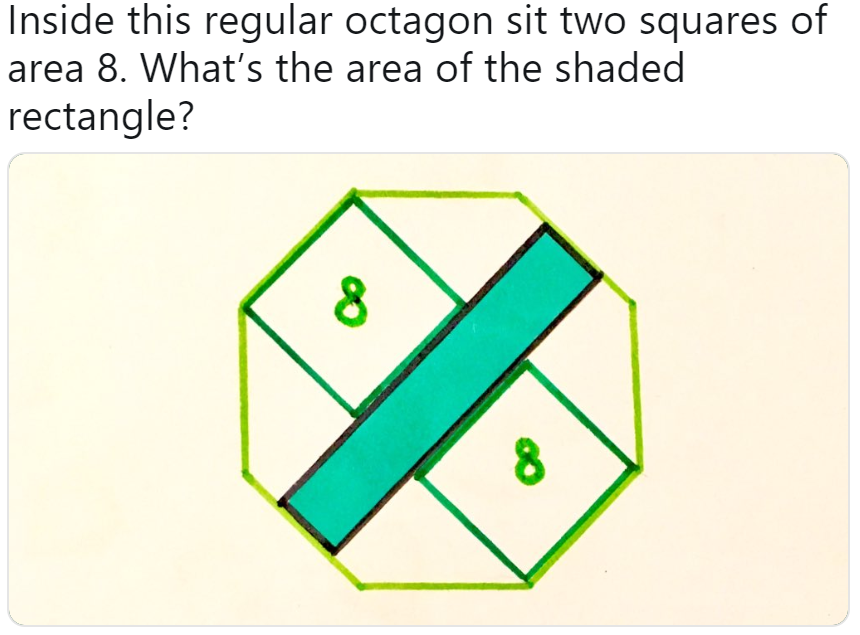 Inside this regular octagon sit two squares of
area 8. What’s the area of the shaded
rectangle?
8
8